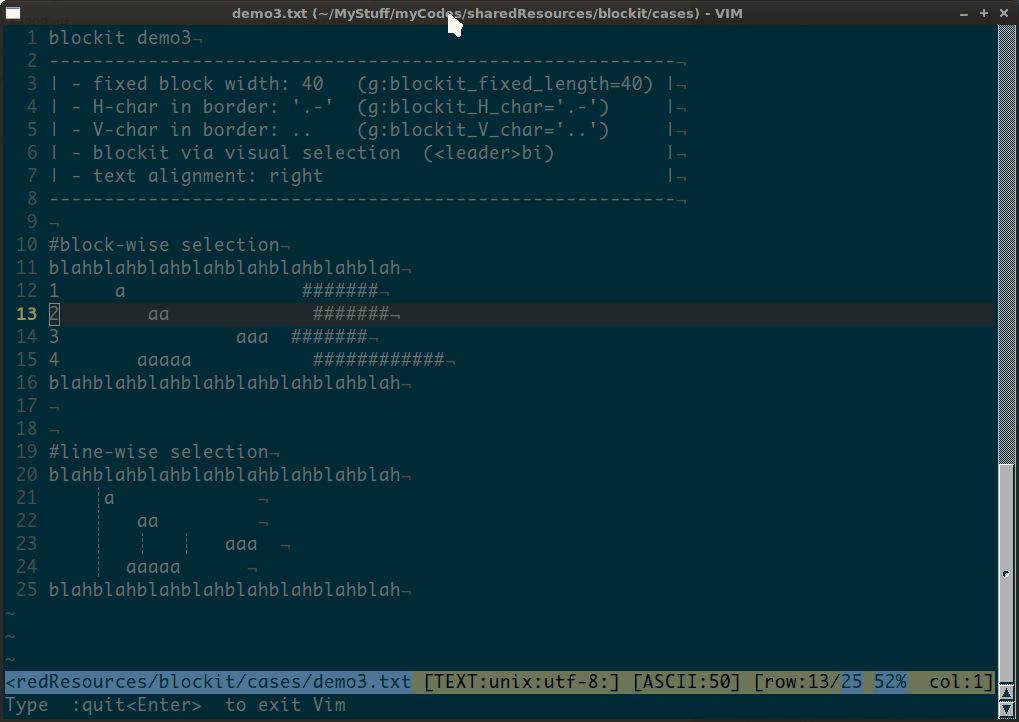 demo3.txt (~/MyStuff/myCodes/sharedResources/blockit/cases) - VIM
1 blockit demo3¬
2 ---------------------------------------------------------¬
3 | - fixed block width: 40   (g:blockit_fixed_length=40) |¬
4 | - H-char in border: '.-'  (g:blockit_H_char='.-')     |¬
5 | - V-char in border: ..    (g:blockit_V_char='..')     |¬
6 | - blockit via visual selection  (<leader>bi)          |¬
7 | - text alignment: right                               |¬
8 ---------------------------------------------------------¬
9 ¬
10 #block-wise selection¬
11 blahblahblahblahblahblahblahblah¬
12 1     a                #######¬
13 2        aa             #######¬
14 3                aaa  #######¬
15 4       aaaaa           ############¬
16 blahblahblahblahblahblahblahblah¬
17 ¬
18 ¬
19 #line-wise selection¬
20 blahblahblahblahblahblahblahblah¬
21      a             ¬
22         aa         ¬
23                 aaa  ¬
24        aaaaa      ¬
25 blahblahblahblahblahblahblahblah¬
~
~
~
<redResources/blockit/cases/demo3.txt [TEXT:unix:utf-8:] [ASCII:50] [row:13/25 52%  col:1]
Type  :quit<Enter>  to exit Vim